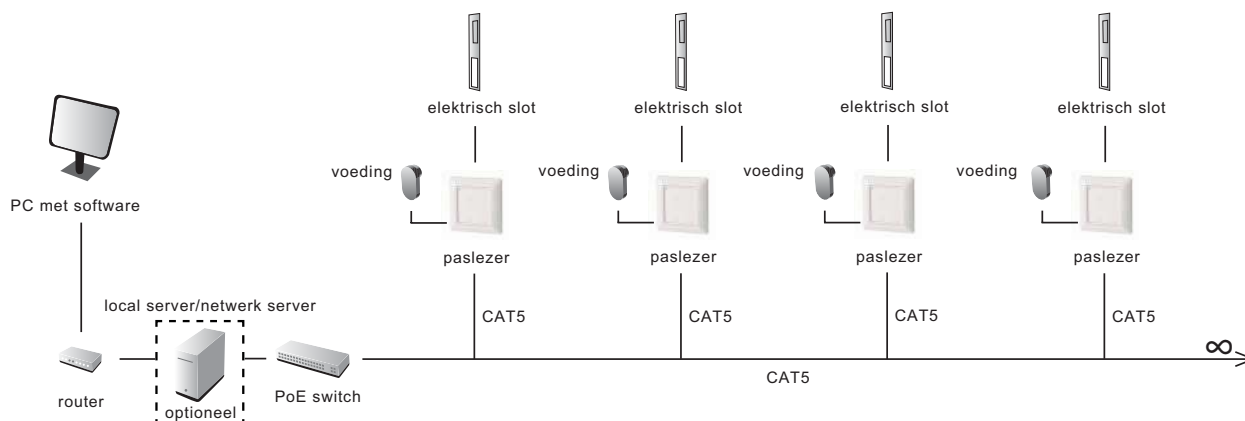 elektrisch slot
elektrisch slot
elektrisch slot
elektrisch slot
voeding
voeding
voeding
voeding
PC met software
paslezer
paslezer
paslezer
paslezer
local server/netwerk server
CAT5
CAT5
CAT5
CAT5
∞
CAT5
router
optioneel
PoE switch